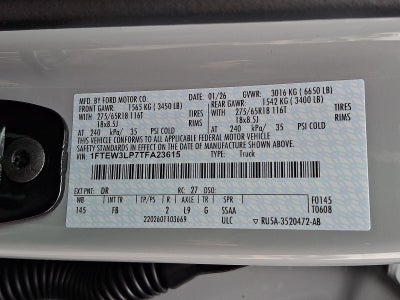 MFD. BY FORD MOTOR CO. 01/26 GVWR: 3016 KG ( 6650 LB)
FRONT GAWR: 1565 KG ( 3450 LB) REAR GAWR: 1542 KG ( 3400 LB)
WITH 275/65R18 116T TIRES WITH 275/65R18 116T TIRES
18x8.5J RIMS 18x8.5J RIMS
AT 240 kPa/ 35 PSI COLD AT 240 kPa/ 35 PSI COLD
THIS VEHICLE CONFORMS TO ALL APPLICABLE FEDERAL MOTOR VEHICLE
SAFETY STANDARDS IN EFFECT ON THE DATE OF MANUFACTURE SHOWN ABOVE.
VIN: 1FTEW3LP7TFA23615 TYPE: Truck
EXT PNT: DR RC: 27 DSO:
WB INT TR TP/PS R AXLE TR SPR F0145
145 FB 2 L9 G SSAA T0608
2202601103669 ULC RU5A-3520472-AB